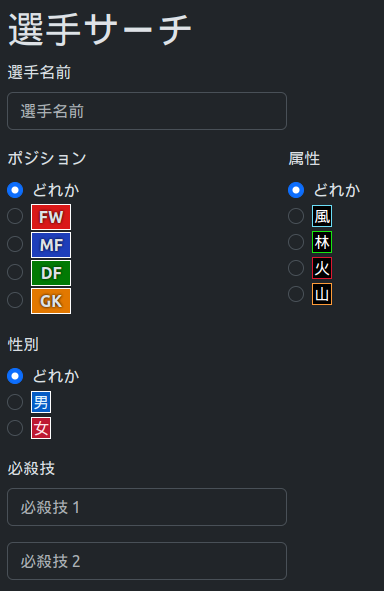 選手サーチ
選手名前
選手名前
ポジション
どれか
FW
MF
DF
GK
属性
どれか
風
林
火
山
性別
どれか
男
女
必殺技
必殺技 1
必殺技 2